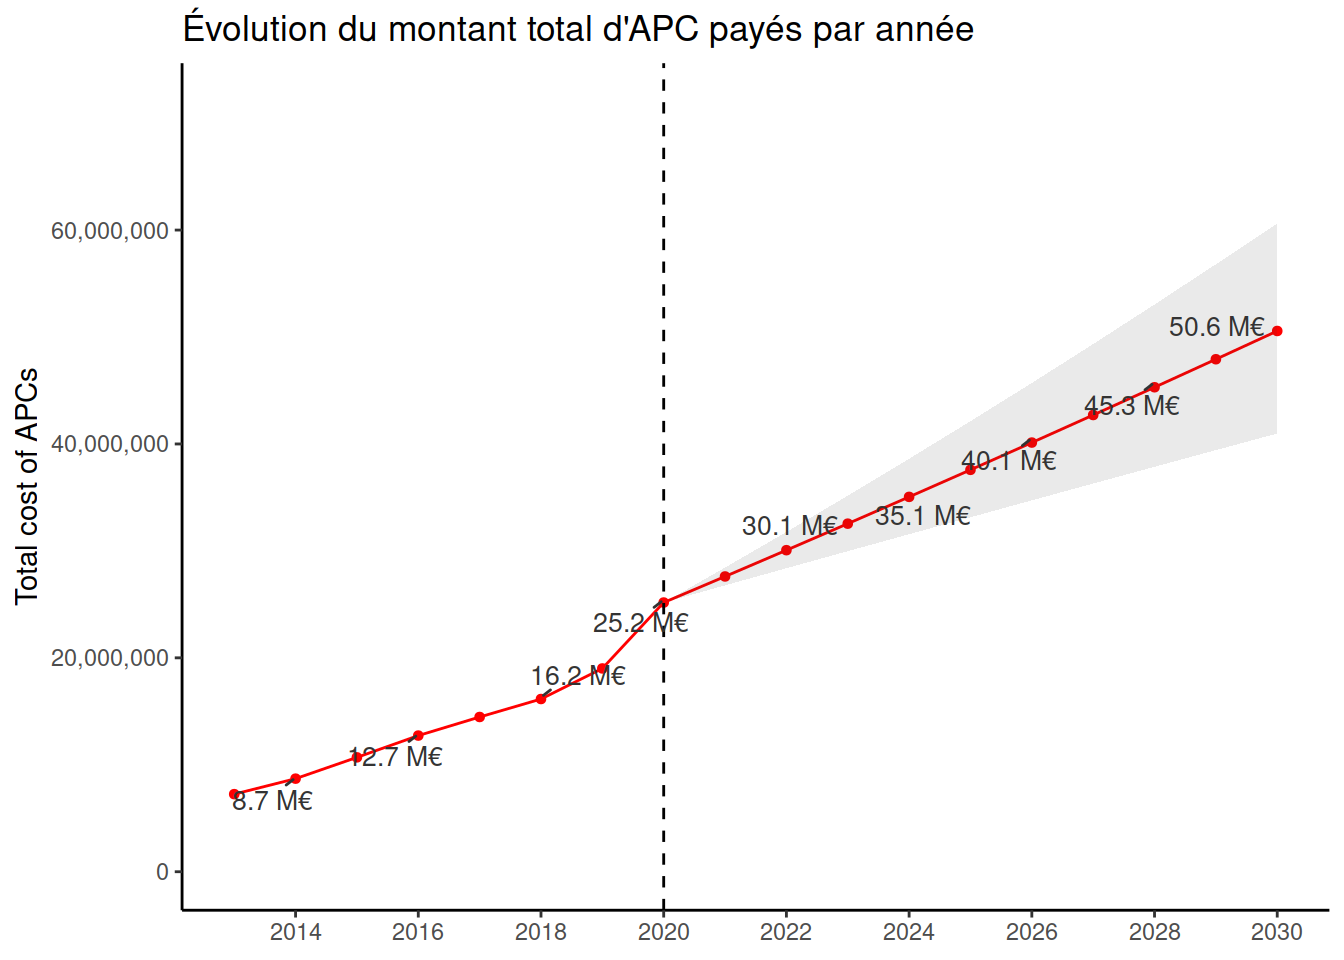 Évolution du montant total d'APC payés par année
Total cost of APCs
60,000,000
40,000,000
20,000,000
0
50.6 M€
45.3 M€
40.1 M€
35.1 M€
30.1 M€
25.2 M€
16.2 M€
12.7 M€
8.7 M€
2014 2016 2018 2020 2022 2024 2026 2028 2030